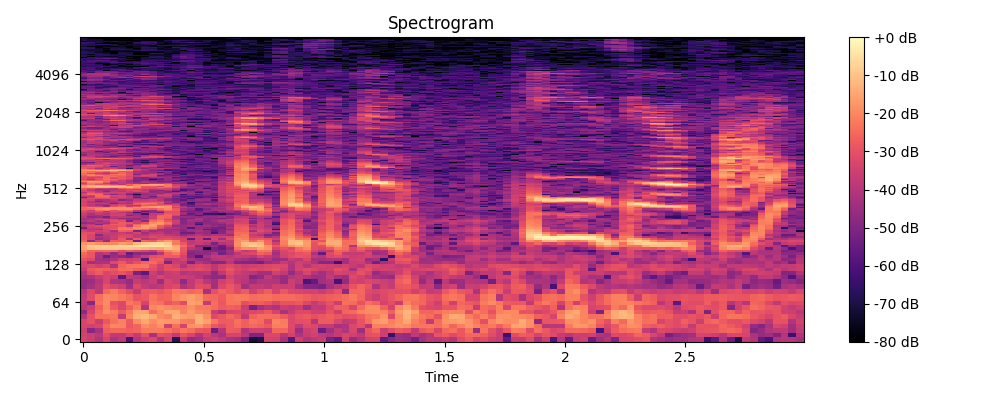 Spectrogram
Hz
4096
2048
1024
512
256
128
64
0
0
0.5
1
1.5
2
2.5
Time
+0 dB
-10 dB
-20 dB
-30 dB
-40 dB
-50 dB
-60 dB
-70 dB
-80 dB